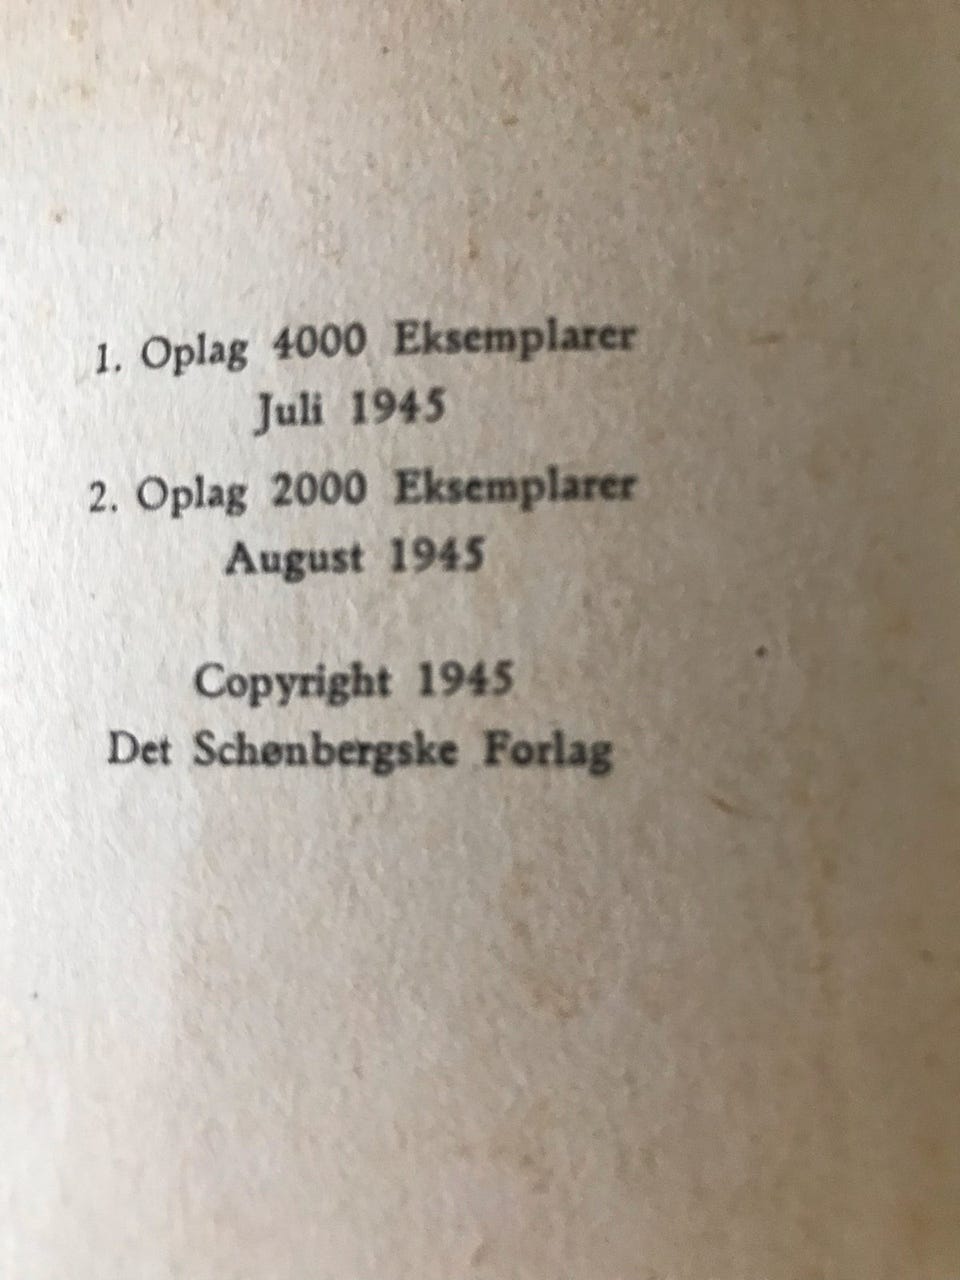 1. Oplag 4000 Eksemplarer
Juli 1945
2. Oplag 2000 Eksemplarer
August 1945
Copyright 1945
Det Schønbergske Forlag